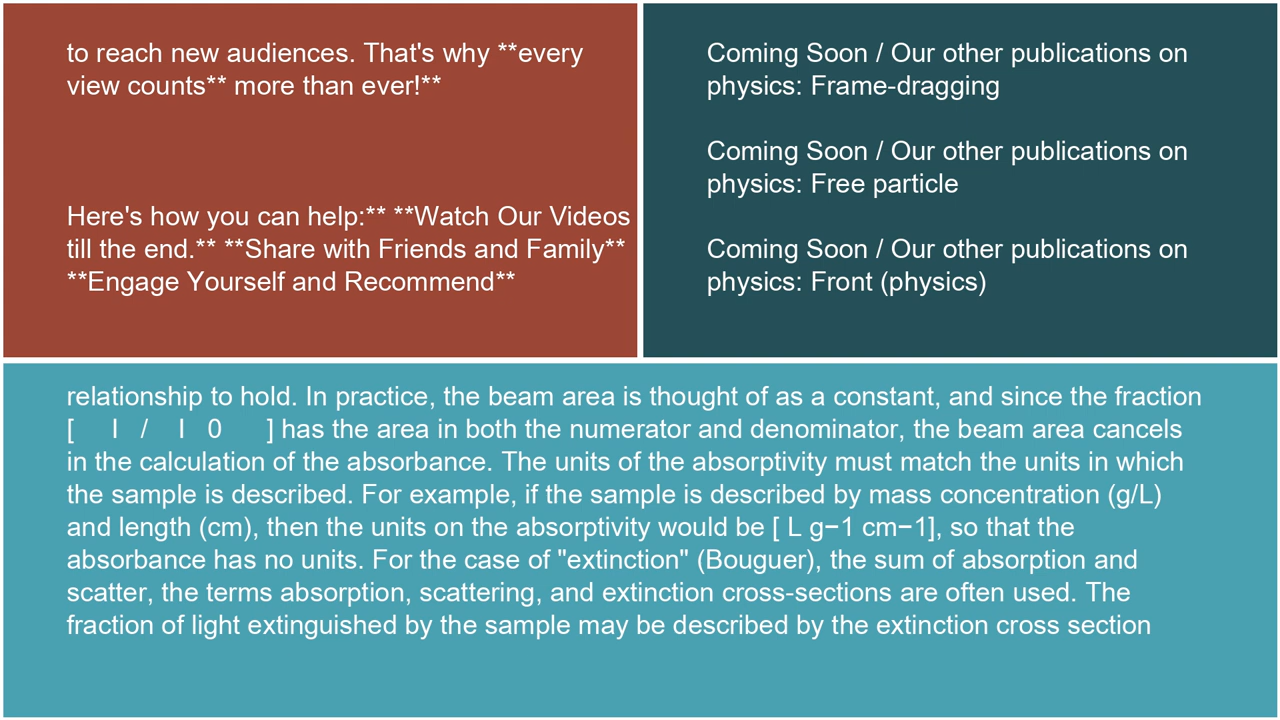 to reach new audiences. That's why **every
view counts** more than ever!**
Here's how you can help:** **Watch Our Videos
till the end.** **Share with Friends and Family**
**Engage Yourself and Recommend**
Coming Soon / Our other publications on
physics: Frame-dragging
Coming Soon / Our other publications on
physics: Free particle
Coming Soon / Our other publications on
physics: Front (physics)
relationship to hold. In practice, the beam area is thought of as a constant, and since the fraction
[ I / I 0 ] has the area in both the numerator and denominator, the beam area cancels
in the calculation of the absorbance. The units of the absorptivity must match the units in which
the sample is described. For example, if the sample is described by mass concentration (g/L)
and length (cm), then the units on the absorptivity would be [ L g−1 cm−1], so that the
absorbance has no units. For the case of "extinction" (Bouguer), the sum of absorption and
scatter, the terms absorption, scattering, and extinction cross-sections are often used. The
fraction of light extinguished by the sample may be described by the extinction cross section